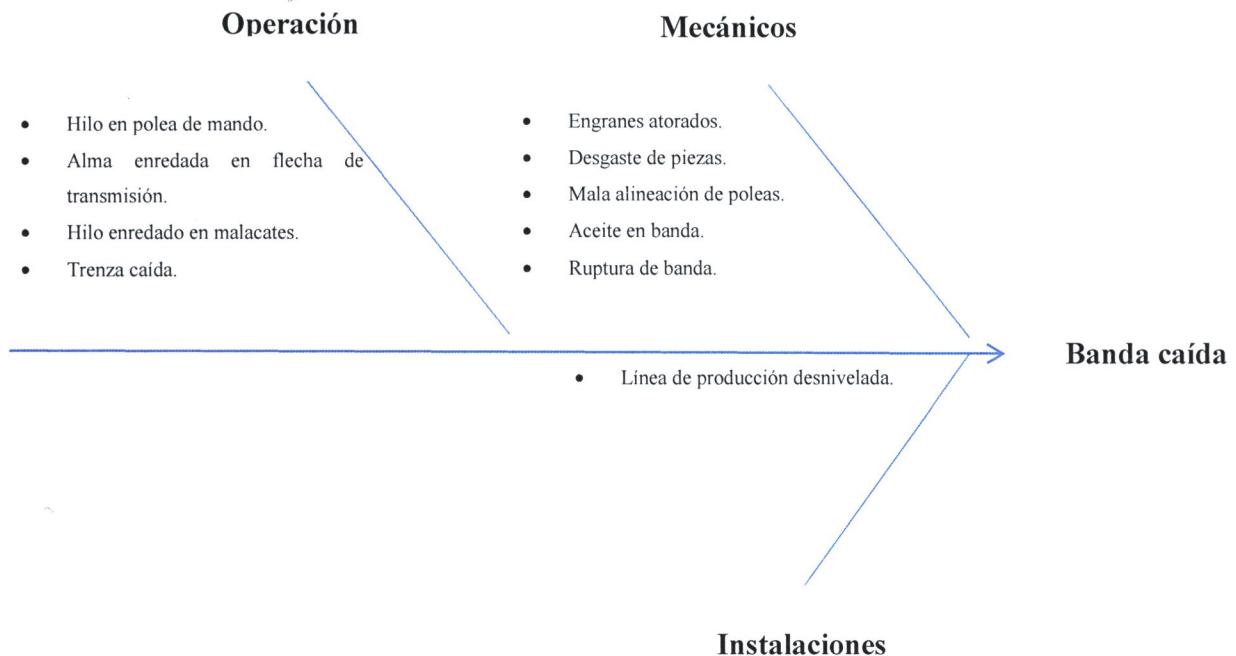 Operación
Mecánicos
• Hilo en polea de mando.
• Alma enredada en flecha de
transmisión.
• Hilo enredado en malacates.
• Trenza caída.
• Engranes atorados.
• Desgaste de piezas.
• Mala alineación de poleas.
• Aceite en banda.
• Ruptura de banda.
Banda caída
• Línea de producción desnivelada.
Instalaciones